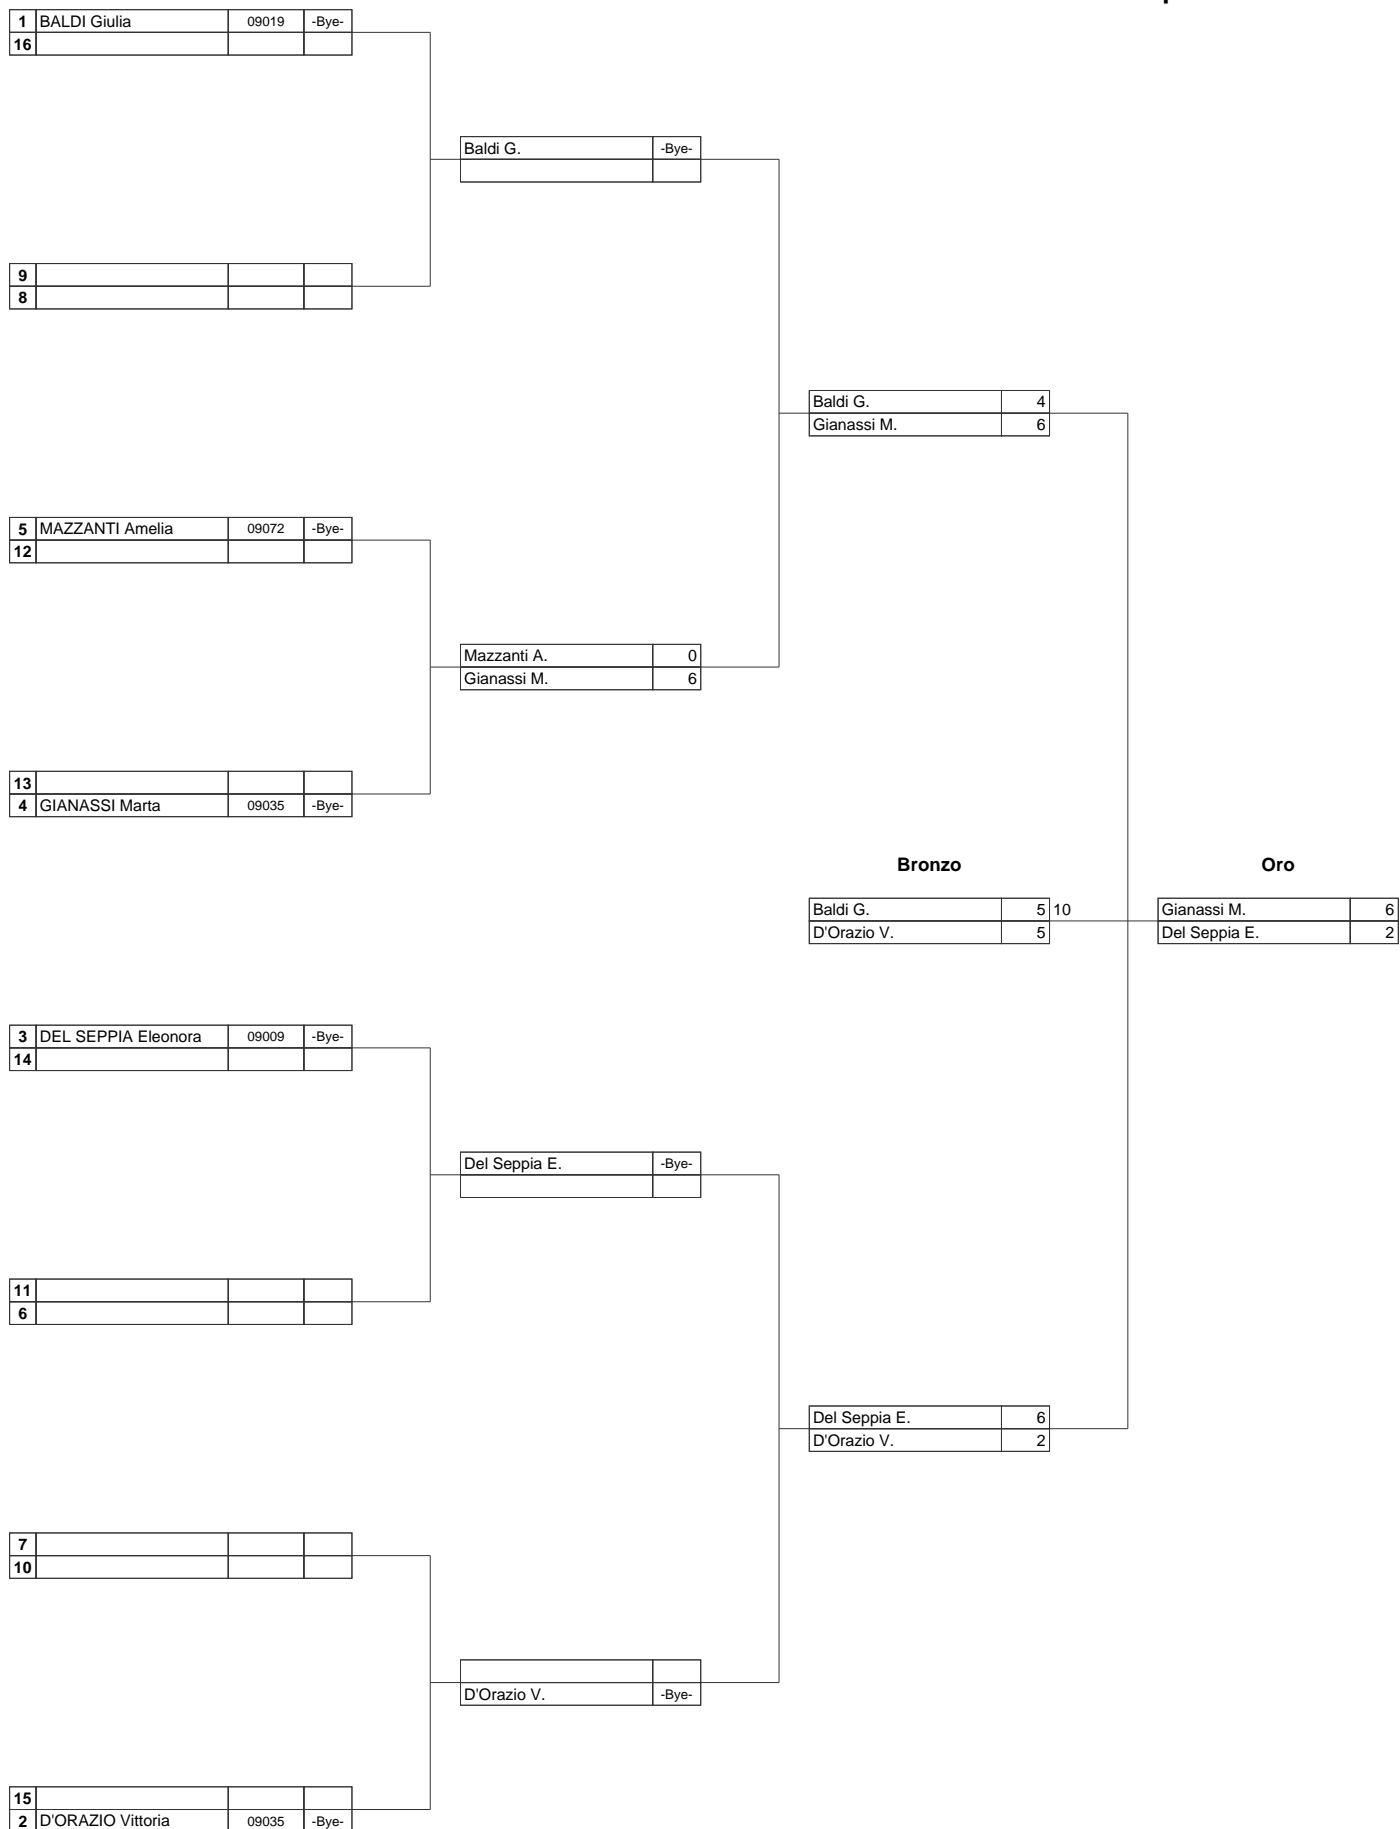 1 BALDI Giulia 09019 -Bye-
16
Baldi G. -Bye-
9
8
Baldi G. 4
Gianassi M. 6
5 MAZZANTI Amelia 09072 -Bye-
12
Mazzanti A. 0
Gianassi M. 6
13
4 GIANASSI Marta 09035 -Bye-
Bronzo Oro
Baldi G. 5 10 Gianassi M. 6
D'Orazio V. 5 Del Seppia E. 2
3 DEL SEPPIA Eleonora 09009 -Bye-
14
Del Seppia E. -Bye-
11
6
Del Seppia E. 6
D'Orazio V. 2
7
10
D'Orazio V. -Bye-
15
2 D'ORAZIO Vittoria 09035 -Bye-